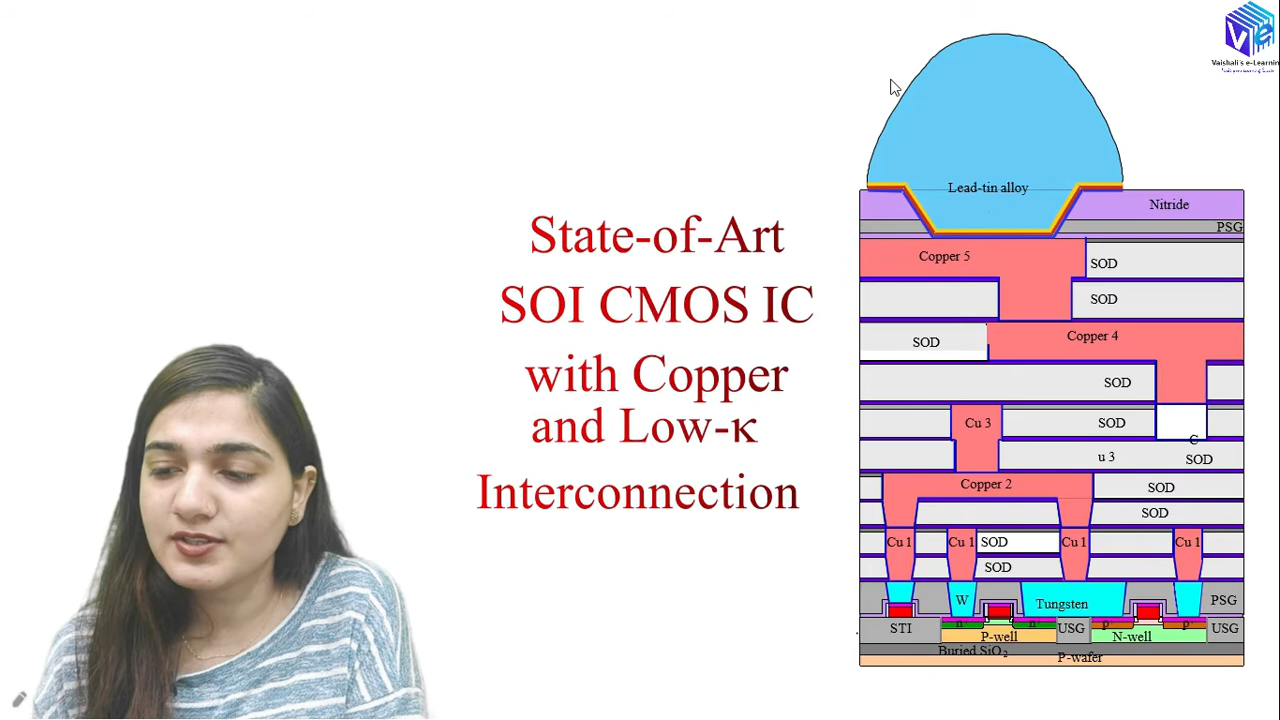 Vaishali's e-Learning
State-of-Art
SOI CMOS IC
with Copper
and Low-κ
Interconnection
Lead-tin alloy
Nitride
PSG
Copper 5
SOD
SOD
SOD
Copper 4
SOD
Cu 3
SOD
C
u 3
SOD
Copper 2
SOD
SOD
Cu 1
Cu 1
SOD
Cu 1
Cu 1
SOD
W
Tungsten
PSG
STI
n+
n+
USG
p+
p+
USG
P-well
N-well
Buried SiO2
P-wafer